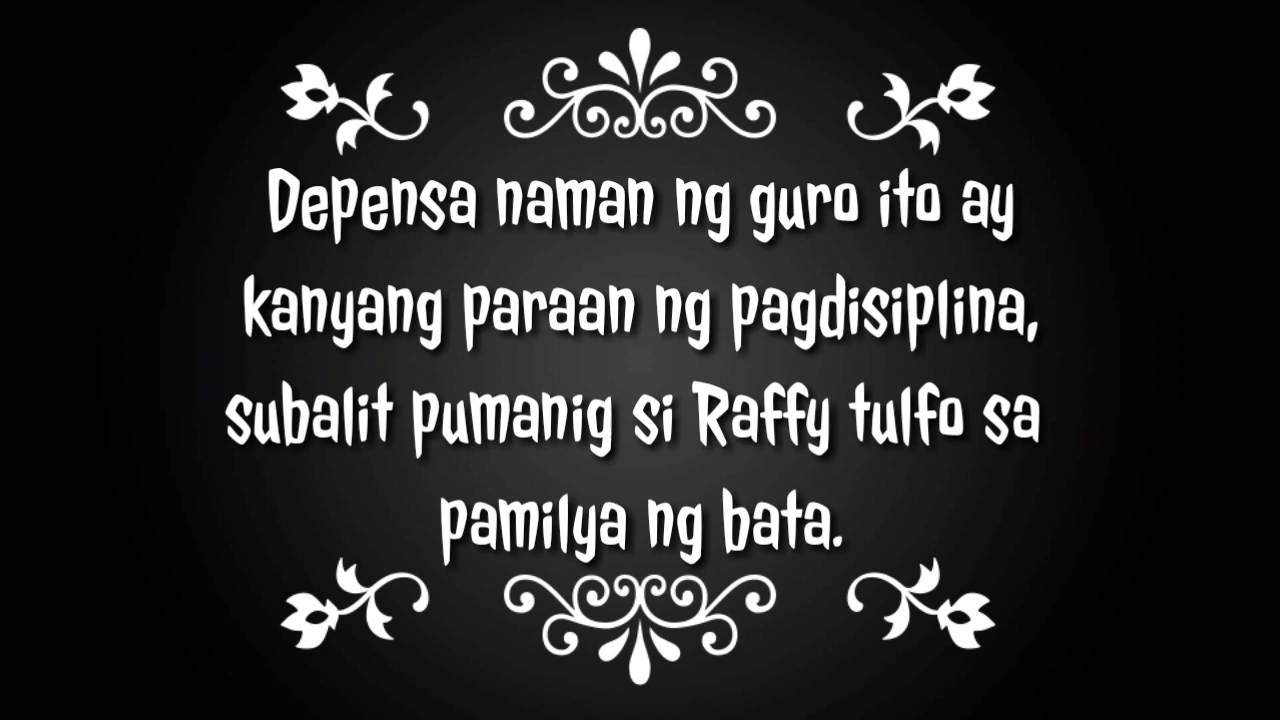 Depensa naman ng guro ito ay
kanyang paraan ng pagdisiplina,
subalit pumanig si Raffy tulfo sa
pamilya ng bata.